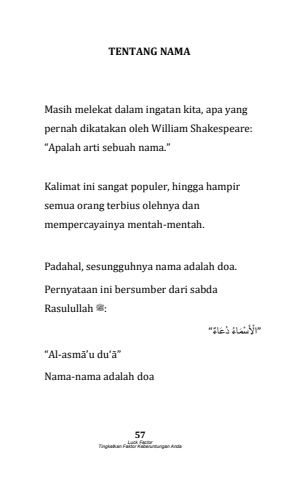 TENTANG NAMA
Masih melekat dalam ingatan kita, apa yang
pernah dikatakan oleh William Shakespeare:
“Apalah arti sebuah nama.”
Kalimat ini sangat populer, hingga hampir
semua orang terbius olehnya dan
mempercayainya mentah-mentah.
Padahal, sesungguhnya nama adalah doa.
Pernyataan ini bersumber dari sabda
Rasulullah ﷺ:
“الْأَسْمَاءُ دُعَاءٌ”
“Al-asmā’u du‘ā”
Nama-nama adalah doa
57
Luck Factor
Tingkatkan Faktor Keberuntungan Anda